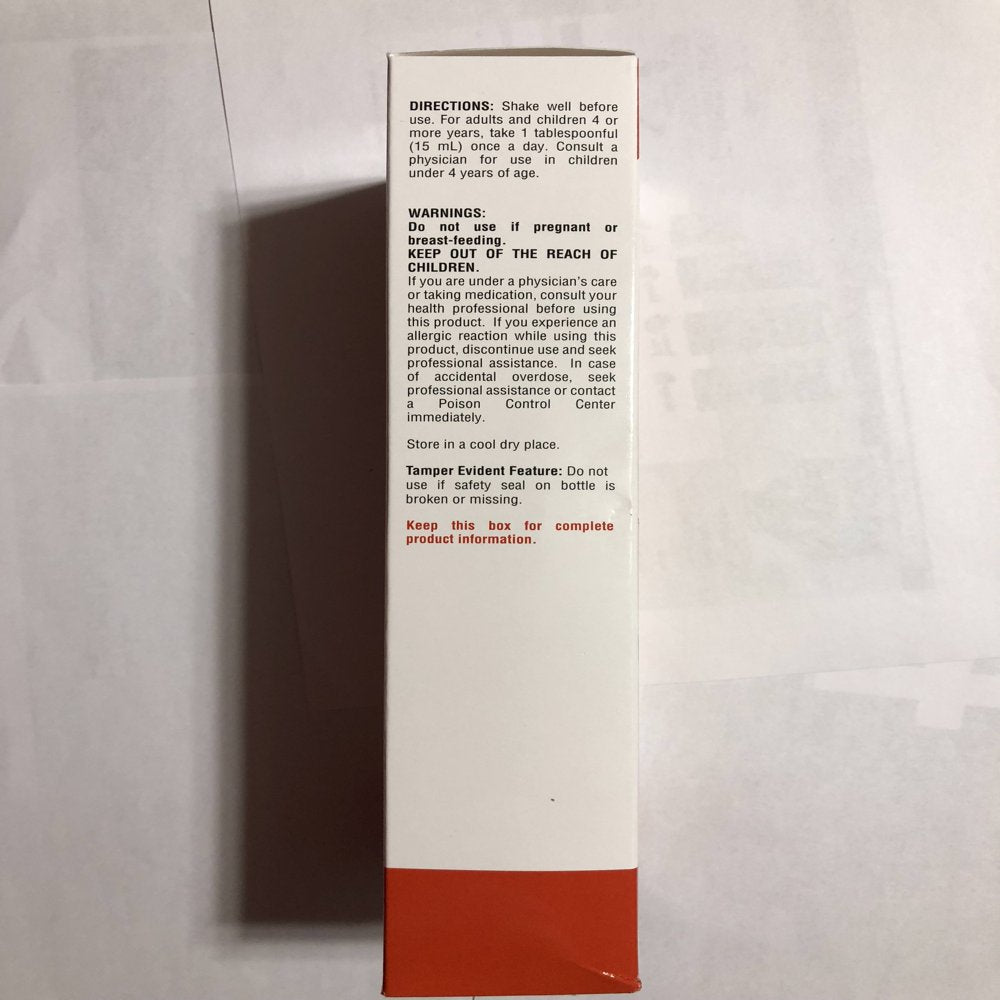 DIRECTIONS: Shake well before
use. For adults and children 4 or
more years, take 1 tablespoonful
(15 mL) once a day. Consult a
physician for use in children
under 4 years of age.
WARNINGS:
Do not use if pregnant or
breast-feeding.
KEEP OUT OF THE REACH OF
CHILDREN.
If you are under a physician's care
or taking medication, consult your
health professional before using
this product. If you experience an
allergic reaction while using this
product, discontinue use and seek
professional assistance. In case
of accidental overdose, seek
professional assistance or contact
a Poison Control Center
immediately.
Store in a cool dry place.
Tamper Evident Feature: Do not
use if safety seal on bottle is
broken or missing.
Keep this box for complete
product information.